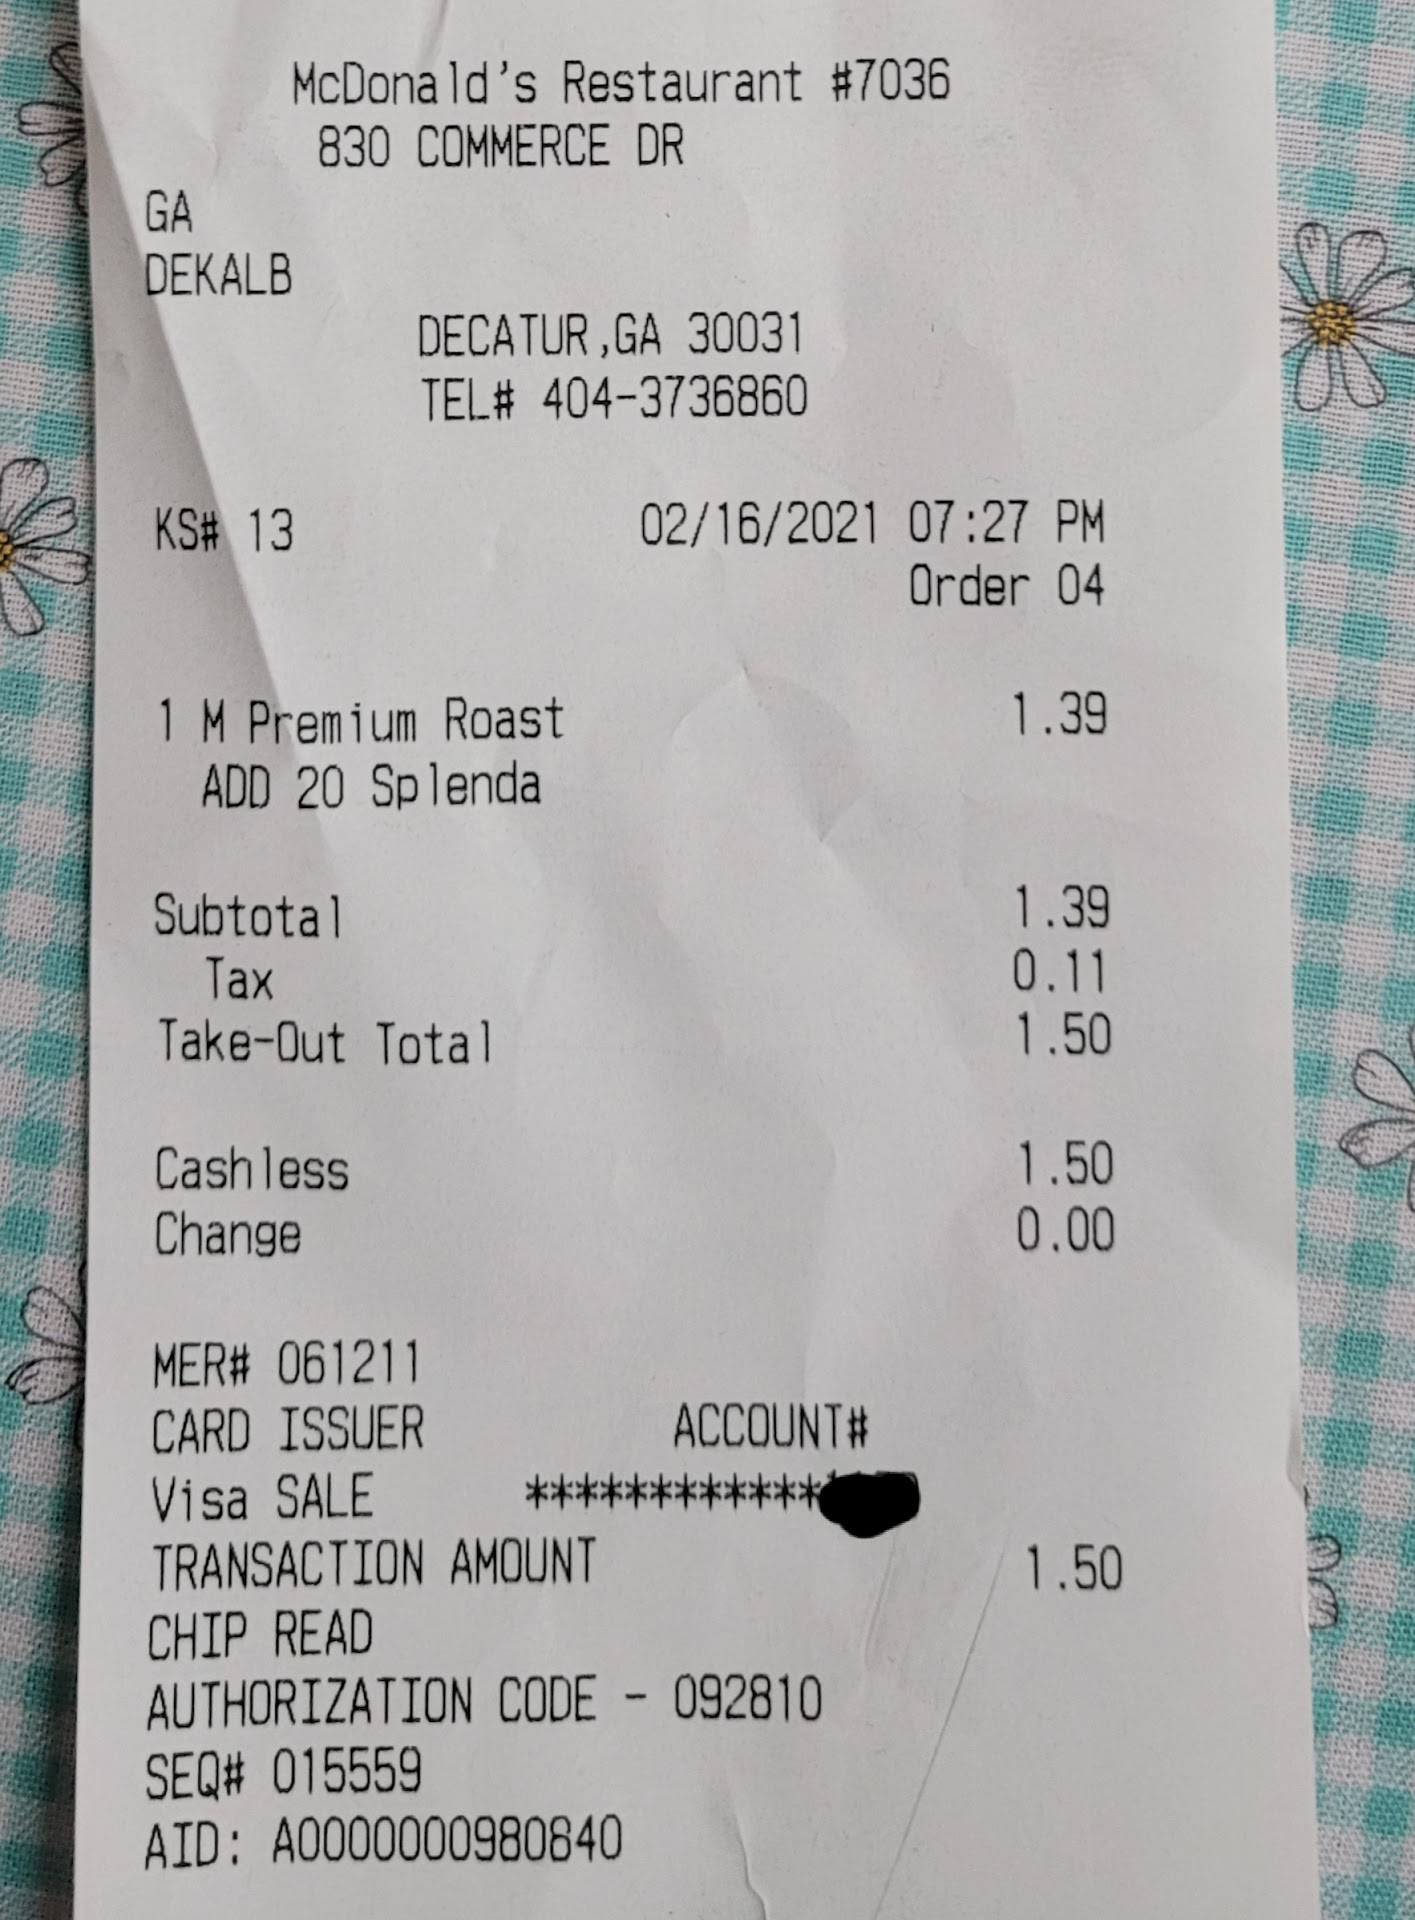 McDonald's Restaurant #7036
830 COMMERCE DR
GA
DEKALB
DECATUR,GA 30031
TEL# 404-3736860
KS# 13 02/16/2021 07:27 PM
Order 04
1 M Premium Roast 1.39
ADD 20 Splenda
Subtotal 1.39
Tax 0.11
Take-Out Total 1.50
Cashless 1.50
Change 0.00
MER# 061211
CARD ISSUER ACCOUNT#
Visa SALE ************
TRANSACTION AMOUNT 1.50
CHIP READ
AUTHORIZATION CODE - 092810
SEQ# 015559
AID: A0000000980840